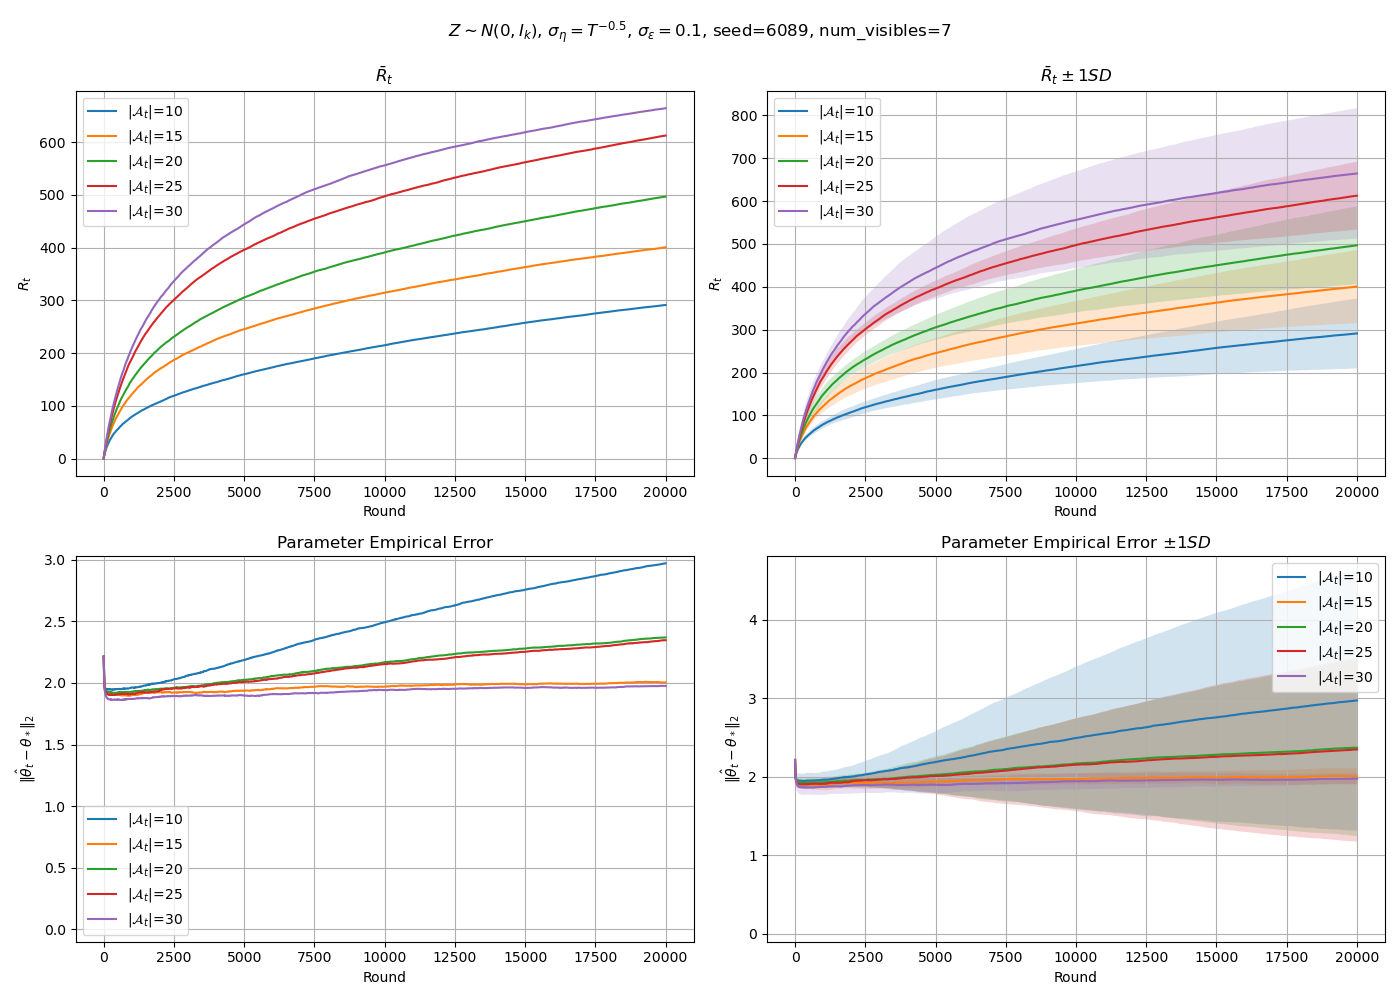 Z ∼ N(0, I_k), σ_η = T^{−0.5}, σ_ε = 0.1, seed=6089, num_visibles=7
R̄_t
R_t
600
500
400
300
200
100
0
|𝒜_t|=10
|𝒜_t|=15
|𝒜_t|=20
|𝒜_t|=25
|𝒜_t|=30
0 2500 5000 7500 10000 12500 15000 17500 20000
Round
R̄_t ± 1SD
R_t
800
700
600
500
400
300
200
100
0
|𝒜_t|=10
|𝒜_t|=15
|𝒜_t|=20
|𝒜_t|=25
|𝒜_t|=30
0 2500 5000 7500 10000 12500 15000 17500 20000
Round
Parameter Empirical Error
‖θ̂_t − θ_*‖_2
3.0
2.5
2.0
1.5
1.0
0.5
0.0
|𝒜_t|=10
|𝒜_t|=15
|𝒜_t|=20
|𝒜_t|=25
|𝒜_t|=30
0 2500 5000 7500 10000 12500 15000 17500 20000
Round
Parameter Empirical Error ±1SD
‖θ̂_t − θ_*‖_2
4
3
2
1
0
|𝒜_t|=10
|𝒜_t|=15
|𝒜_t|=20
|𝒜_t|=25
|𝒜_t|=30
0 2500 5000 7500 10000 12500 15000 17500 20000
Round